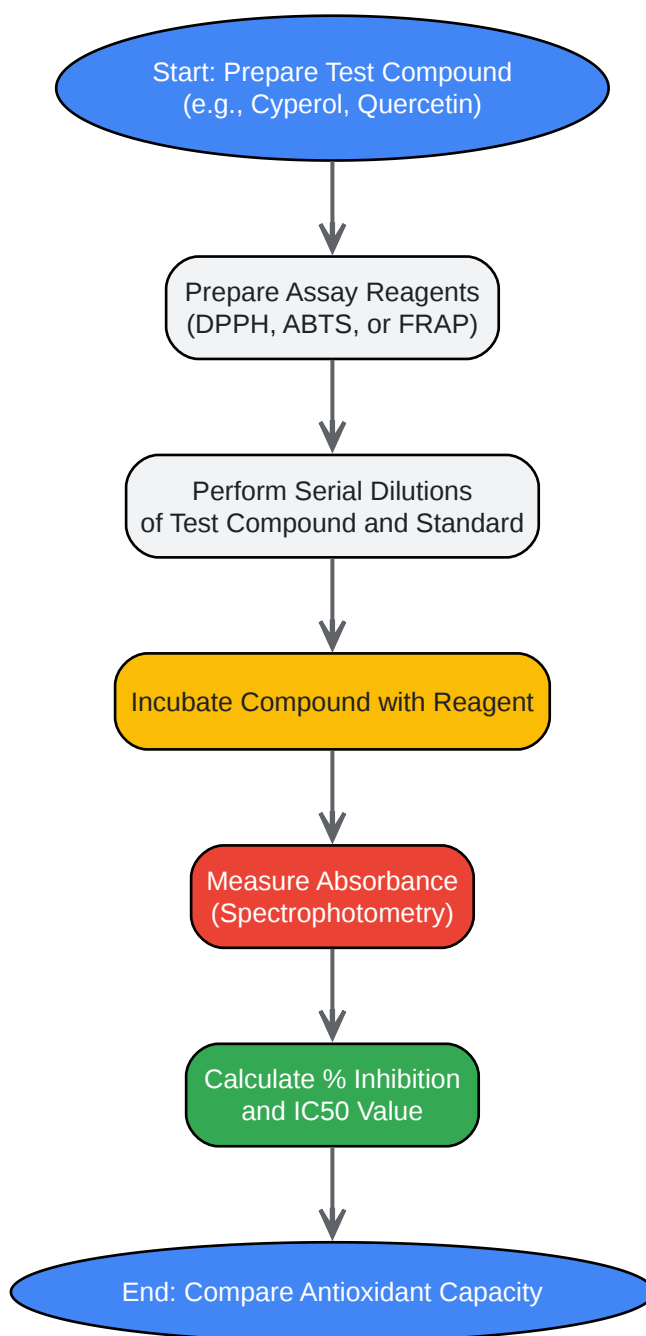 Start: Prepare Test Compound
(e.g., Cyperol, Quercetin)
Prepare Assay Reagents
(DPPH, ABTS, or FRAP)
Perform Serial Dilutions
of Test Compound and Standard
Incubate Compound with Reagent
Measure Absorbance
(Spectrophotometry)
Calculate % Inhibition
and IC50 Value
End: Compare Antioxidant Capacity